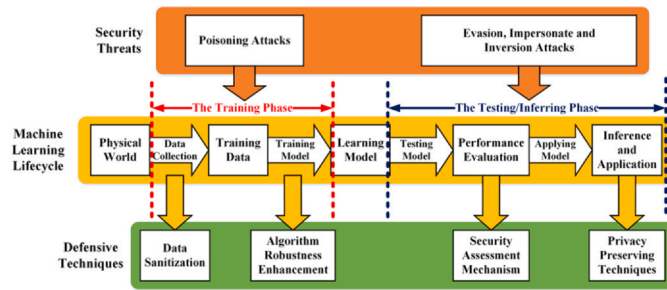 Security
Threats
Poisoning Attacks
Evasion, Impersonate and
Inversion Attacks
The Training Phase
The Testing/Inferring Phase
Machine
Learning
Lifecycle
Physical
World
Data
Collection
Training
Data
Training
Model
Learning
Model
Testing
Model
Performance
Evaluation
Applying
Model
Inference
and
Application
Defensive
Techniques
Data
Sanitization
Algorithm
Robustness
Enhancement
Security
Assessment
Mechanism
Privacy
Preserving
Techniques